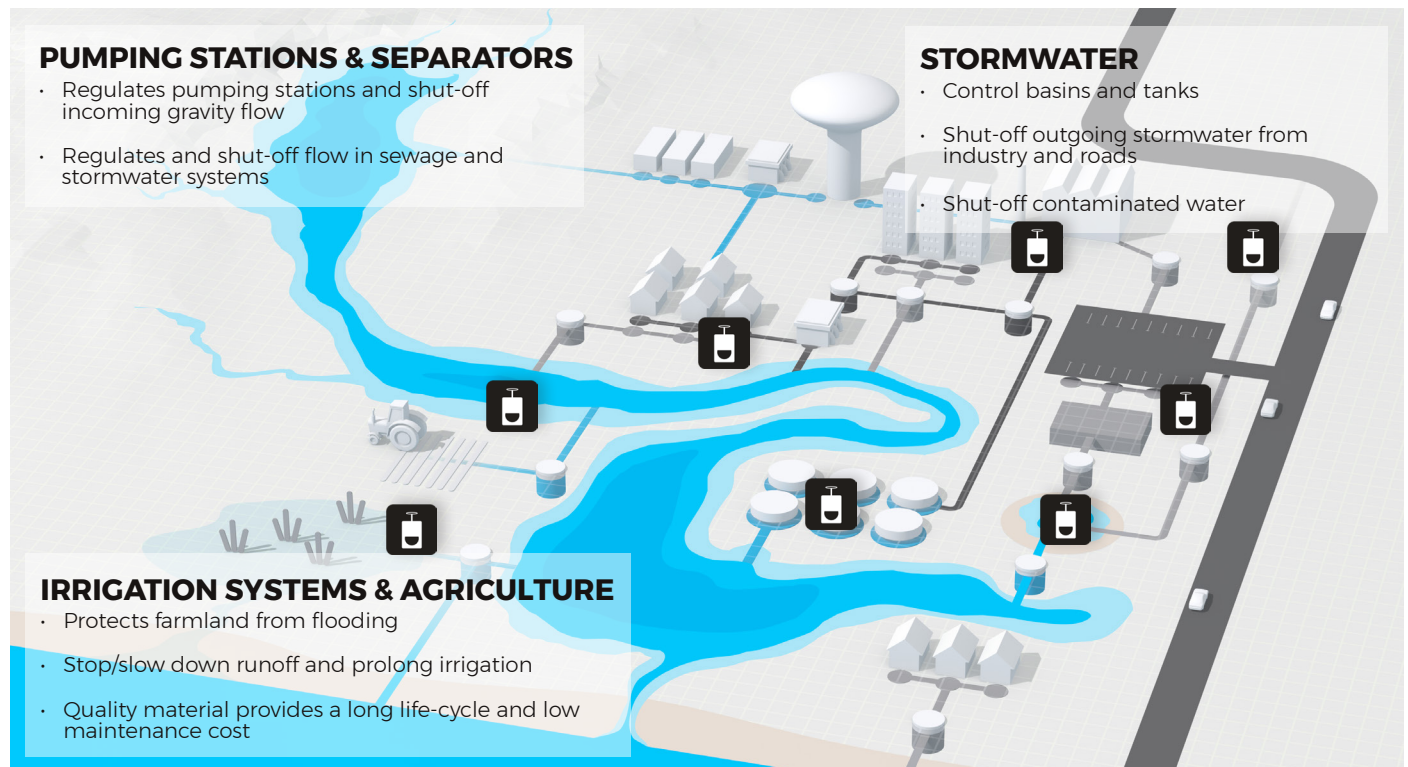 PUMPING STATIONS & SEPARATORS
• Regulates pumping stations and shut-off
incoming gravity flow
• Regulates and shut-off flow in sewage and
stormwater systems
STORMWATER
• Control basins and tanks
• Shut-off outgoing stormwater from
industry and roads
• Shut-off contaminated water
IRRIGATION SYSTEMS & AGRICULTURE
• Protects farmland from flooding
• Stop/slow down runoff and prolong irrigation
• Quality material provides a long life-cycle and low
maintenance cost